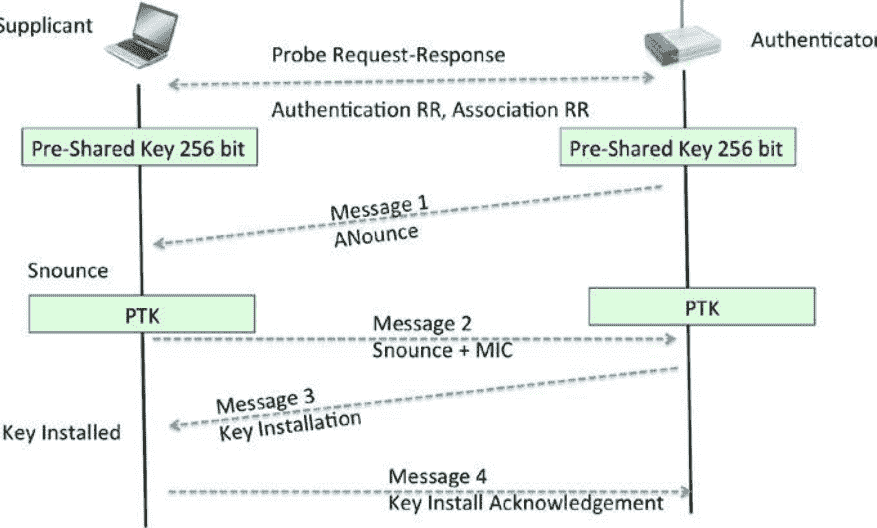 Supplicant
Authenticator
Probe Request-Response
Authentication RR, Association RR
Pre-Shared Key 256 bit
Pre-Shared Key 256 bit
Message 1
ANounce
Snounce
PTK
PTK
Message 2
Snounce + MIC
Message 3
Key Installation
Key Installed
Message 4
Key Install Acknowledgement